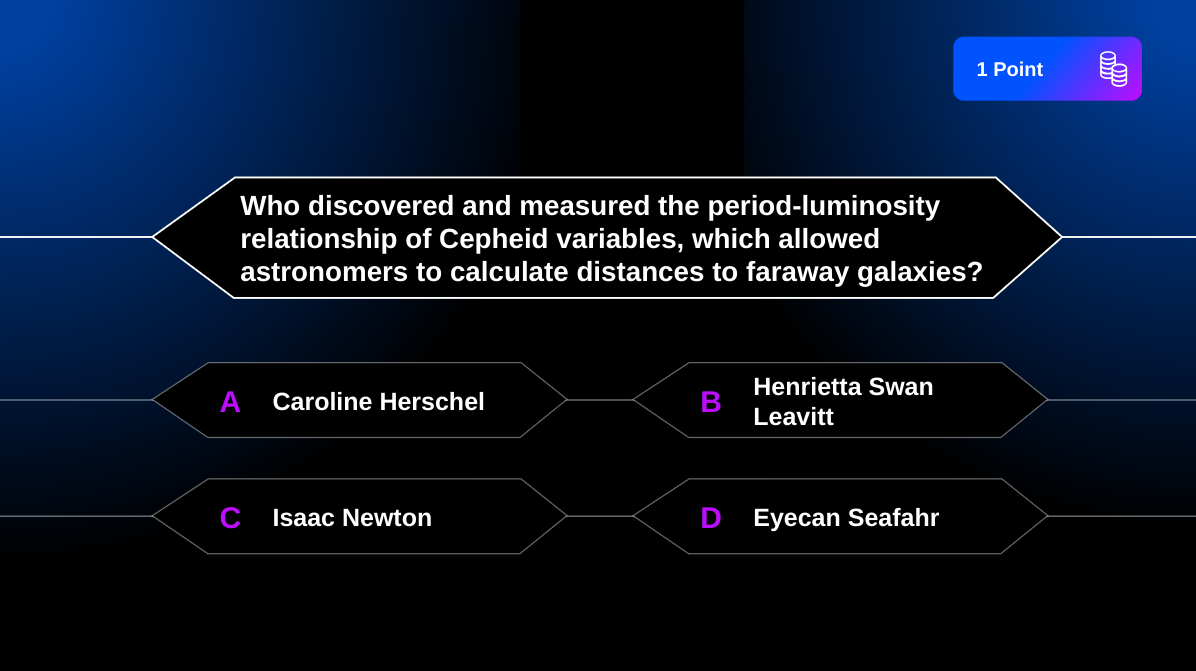 1 Point
Who discovered and measured the period-luminosity
relationship of Cepheid variables, which allowed
astronomers to calculate distances to faraway galaxies?
A Caroline Herschel
B Henrietta Swan
Leavitt
C Isaac Newton
D Eyecan Seafahr